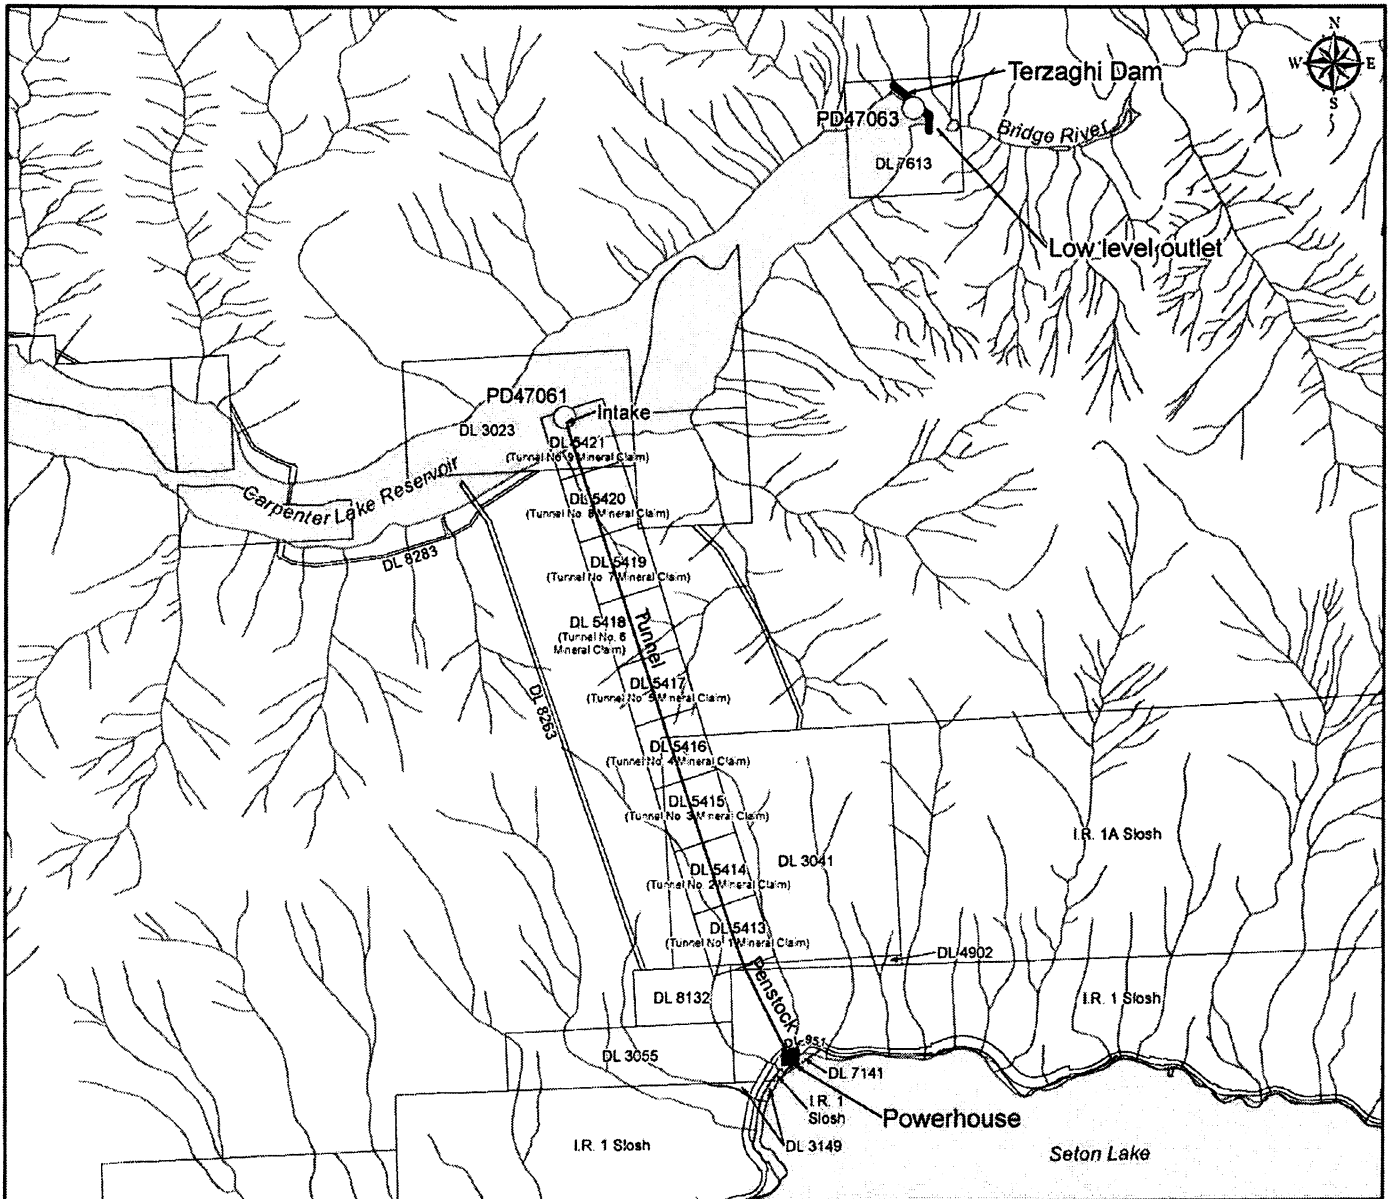 N
W E
S
Terzaghi Dam
PD47063
Bridge River
DL 7613
Low level outlet
PD47061
Intake
DL 3023
DL 5421
(Tunnel No. 9 Mineral Claim)
Carpenter Lake Reservoir
DL 5420
(Tunnel No. 8 Mineral Claim)
DL 8283
DL 5419
(Tunnel No. 7 Mineral Claim)
Tunnel
DL 5418
(Tunnel No. 6
Mineral Claim)
DL 5417
(Tunnel No. 5 Mineral Claim)
DL 8263
DL 5416
(Tunnel No. 4 Mineral Claim)
DL 5415
(Tunnel No. 3 Mineral Claim)
I.R. 1A Slosh
DL 3041
DL 5414
(Tunnel No. 2 Mineral Claim)
DL 5413
(Tunnel No. 1 Mineral Claim)
DL 4902
Penstock
DL 8132
I.R. 1 Slosh
DL 951
DL 3055
DL 7141
I.R. 1
Slosh
Powerhouse
I.R. 1 Slosh
DL 3149
Seton Lake